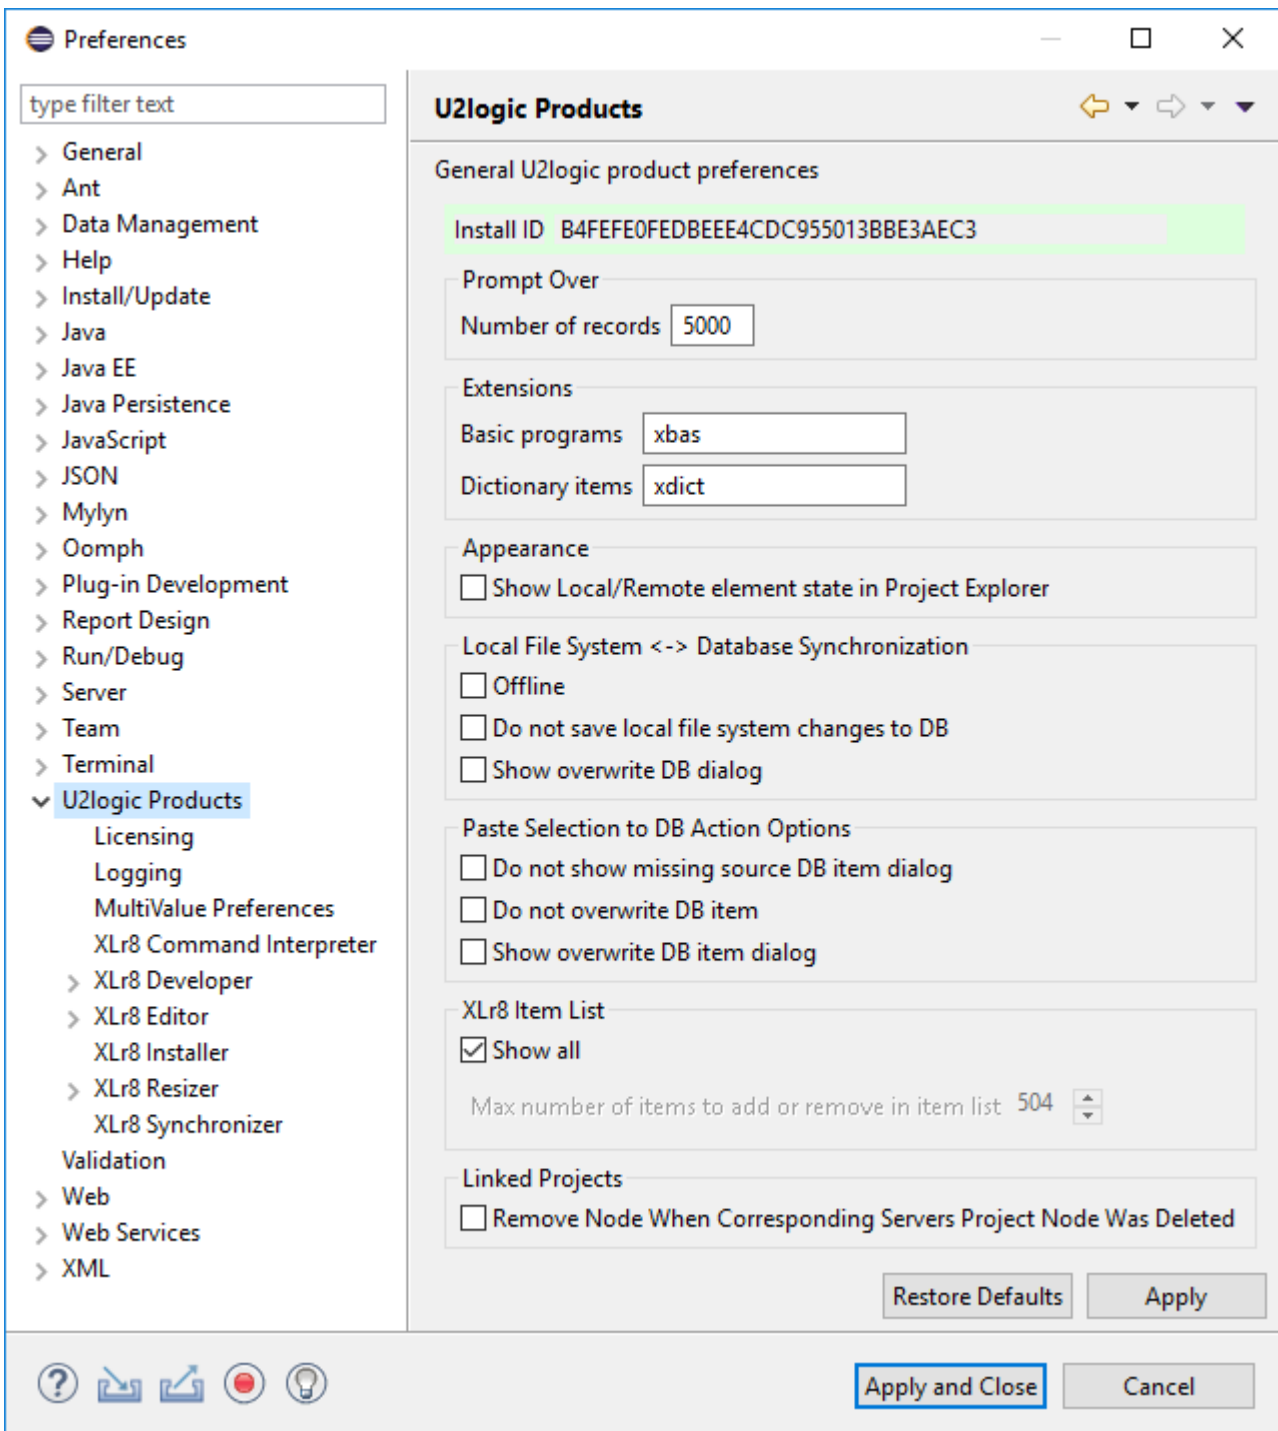 Preferences
type filter text
General
Ant
Data Management
Help
Install/Update
Java
Java EE
Java Persistence
JavaScript
JSON
Mylyn
Oomph
Plug-in Development
Report Design
Run/Debug
Server
Team
Terminal
U2logic Products
Licensing
Logging
MultiValue Preferences
XLr8 Command Interpreter
XLr8 Developer
XLr8 Editor
XLr8 Installer
XLr8 Resizer
XLr8 Synchronizer
Validation
Web
Web Services
XML
U2logic Products
General U2logic product preferences
Install ID B4FEFE0FEDBEEE4CDC955013BBE3AEC3
Prompt Over
Number of records 5000
Extensions
Basic programs xbas
Dictionary items xdict
Appearance
Show Local/Remote element state in Project Explorer
Local File System <-> Database Synchronization
Offline
Do not save local file system changes to DB
Show overwrite DB dialog
Paste Selection to DB Action Options
Do not show missing source DB item dialog
Do not overwrite DB item
Show overwrite DB item dialog
XLr8 Item List
Show all
Max number of items to add or remove in item list 504
Linked Projects
Remove Node When Corresponding Servers Project Node Was Deleted
Restore Defaults Apply
Apply and Close Cancel